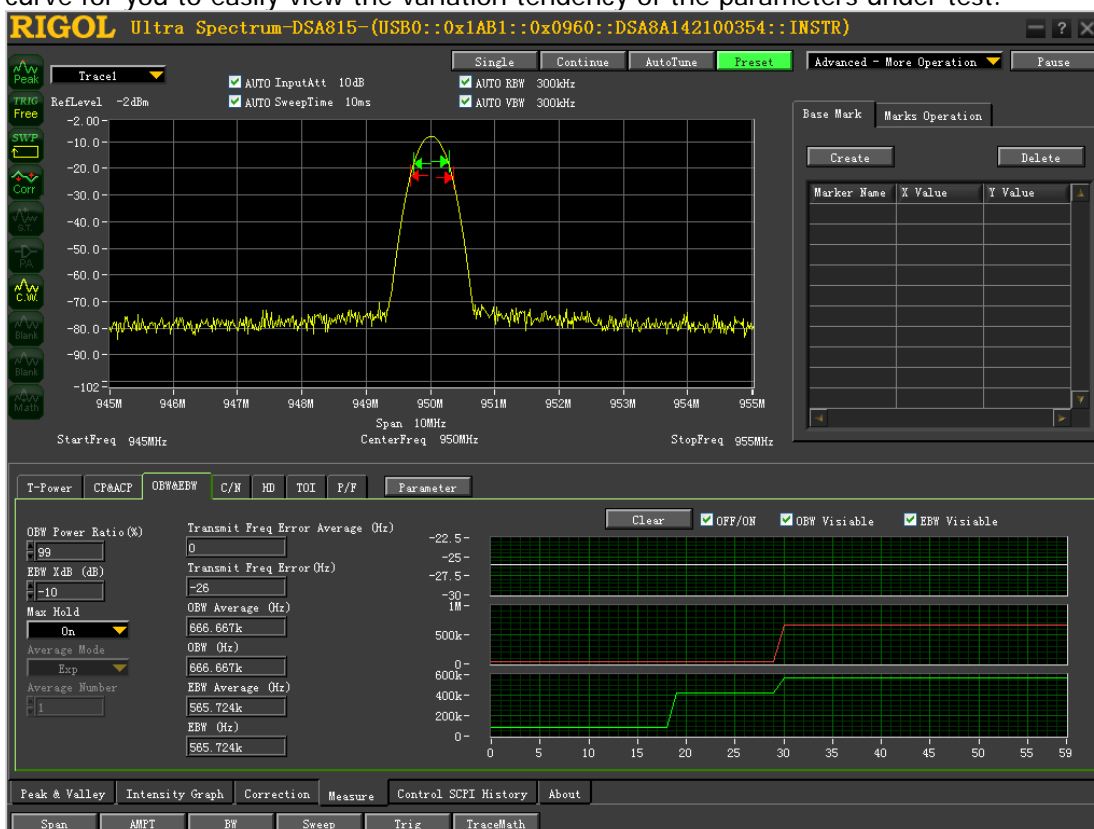 curve for you to easily view the variation tendency of the parameters under test.
RIGOL Ultra Spectrum-DSA815-(USB0::0x1AB1::0x0960::DSA8A142100354::INSTR)
Single Continue AutoTune Preset Advanced - More Operation Pause
Peak Trace1 AUTO InputAtt 10dB AUTO RBW 300kHz
TRIG Free RefLevel -2dBm AUTO SweepTime 10ms AUTO VBW 300kHz
Base Mark Marks Operation
Create Delete
Marker Name X Value Y Value
SWP
Corr
S.T.
PA
C.W.
Blank
Blank
Math
-2.00
-10.0
-20.0
-30.0
-40.0
-50.0
-60.0
-70.0
-80.0
-90.0
-102
945M 946M 947M 948M 949M 950M 951M 952M 953M 954M 955M
Span 10MHz
StartFreq 945MHz CenterFreq 950MHz StopFreq 955MHz
T-Power CP&ACP OBW&EBW C/N HD TOI P/F Parameter
OBW Power Ratio(%)
99
EBW XdB (dB)
-10
Max Hold
On
Average Mode
Exp
Average Number
1
Transmit Freq Error Average (Hz)
0
Transmit Freq Error(Hz)
-26
OBW Average (Hz)
666.667k
OBW (Hz)
666.667k
EBW Average (Hz)
565.724k
EBW (Hz)
565.724k
Clear OFF/ON OBW Visiable EBW Visiable
-22.5
-25
-27.5
-30
1M
500k
0
600k
400k
200k
0
0 5 10 15 20 25 30 35 40 45 50 55 59
Peak & Valley Intensity Graph Correction Measure Control SCPI History About
Span AMPT BW Sweep Trig TraceMath